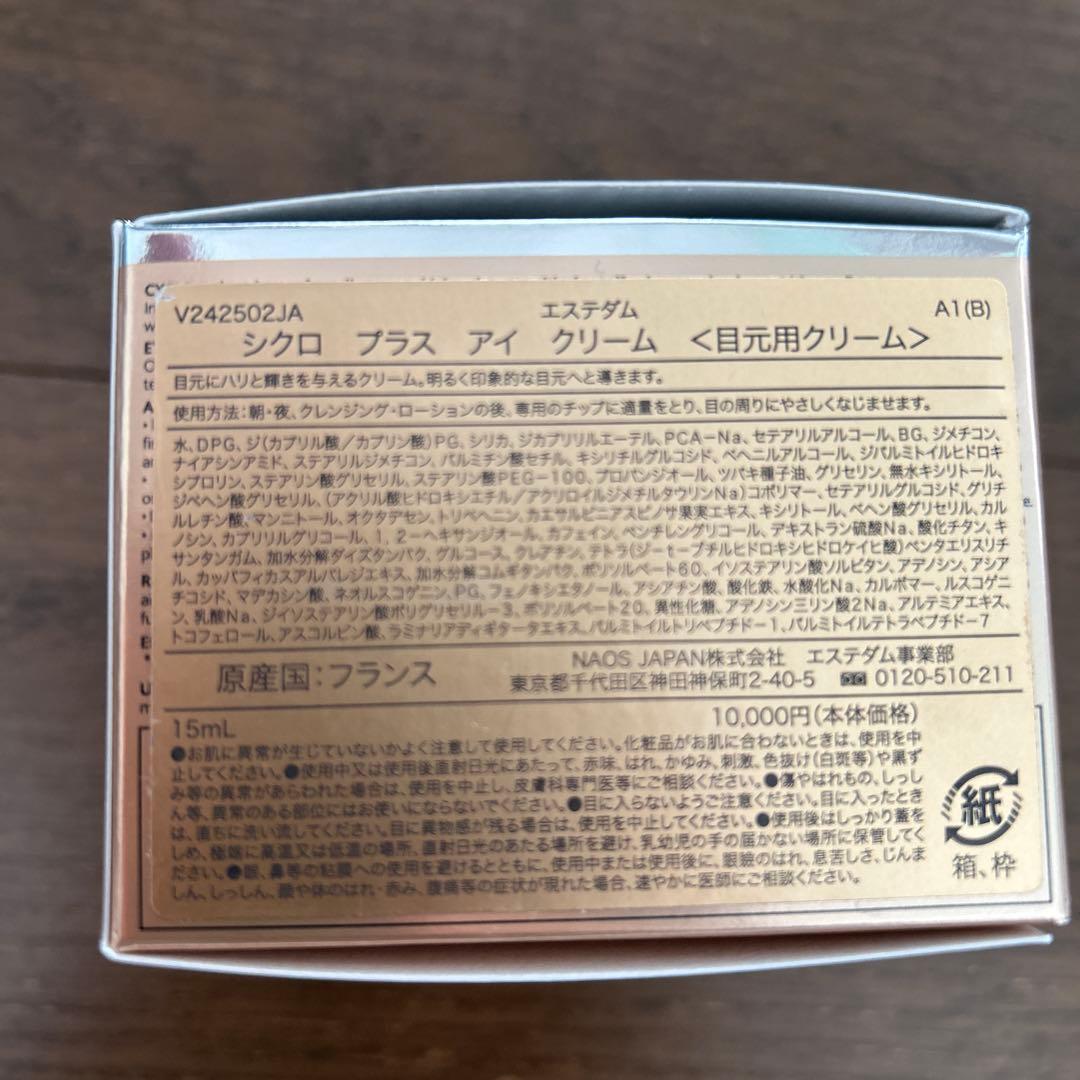 V242502JA エステダム A1(B)
シクロ プラス アイ クリーム <目元用クリーム>
目元にハリと輝きを与えるクリーム。明るく印象的な目元へと導きます。
使用方法:朝・夜、クレンジング・ローションの後、専用のチップに適量をとり、目の周りにやさしくなじませます。
水、DPG、ジ(カプリル酸/カプリン酸)PG、シリカ、ジカプリリルエーテル、PCA-Na、セテアリルアルコール、BG、ジメチコン、
ナイアシンアミド、ステアリルジメチコン、パルミチン酸セチル、キシリチルグルコシド、ベヘニルアルコール、ジパルミトイルヒドロキ
シプロリン、ステアリン酸グリセリル、ステアリン酸PEG-100、プロパンジオール、ツバキ種子油、グリセリン、無水キシリトール、
ジベヘン酸グリセリル、(アクリル酸ヒドロキシエチル/アクリロイルジメチルタウリンNa)コポリマー、セテアリルグルコシド、グリチ
ルレチン酸、マンニトール、オクタデセン、トリベヘニン、カエサルピニアスピノサ果実エキス、キシリトール、ベヘン酸グリセリル、カル
ノシン、カプリリルグリコール、1,2-ヘキサンジオール、カフェイン、ペンチレングリコール、デキストラン硫酸Na、酸化チタン、キ
サンタンガム、加水分解ダイズタンパク、グルコース、クレアチン、テトラ(ジーt-ブチルヒドロキシヒドロケイヒ酸)ペンタエリスリチ
ル、カッパフィカスアルバレジエキス、加水分解コムギタンパク、ポリソルベート60、イソステアリン酸ソルビタン、アデノシン、アシア
チコシド、マデカシン酸、ネオルスコゲニン、PG、フェノキシエタノール、アシアチン酸、酸化鉄、水酸化Na、カルボマー、ルスコゲニ
ン、乳酸Na、ジイソステアリン酸ポリグリセリル-3、ポリソルベート20、異性化糖、アデノシン三リン酸2Na、アルテミアエキス、
トコフェロール、アスコルビン酸、ラミナリアディギタータエキス、パルミトイルトリペプチド-1、パルミトイルテトラペプチド-7
原産国:フランス
NAOS JAPAN株式会社 エステダム事業部
東京都千代田区神田神保町2-40-5 0120-510-211
15mL 10,000円(本体価格)
●お肌に異常が生じていないかよく注意して使用してください。化粧品がお肌に合わないときは、使用を中
止してください。●使用中又は使用後直射日光にあたって、赤味、はれ、かゆみ、刺激、色抜け(白斑等)や黒ず
み等の異常があらわれた場合は、使用を中止し、皮膚科専門医等にご相談ください。●傷やはれもの、しっし
ん等、異常のある部位にはお使いにならないでください。●目に入らないようご注意ください。目に入ったとき
は、直ちに洗い流してください。目に異物感が残る場合は、使用を中止してください。●使用後はしっかり蓋を
しめ、極端に高温又は低温の場所、直射日光のあたる場所を避け、乳幼児の手の届かない場所に保管してく
ださい。●眼、鼻等の粘膜への使用を避けるとともに、使用中または使用後に、眼瞼のはれ、息苦しさ、じんま
しん、しっしん、顔や体のはれ・赤み、腹痛等の症状が現れた場合、速やかに医師にご相談ください。
紙
箱、枠